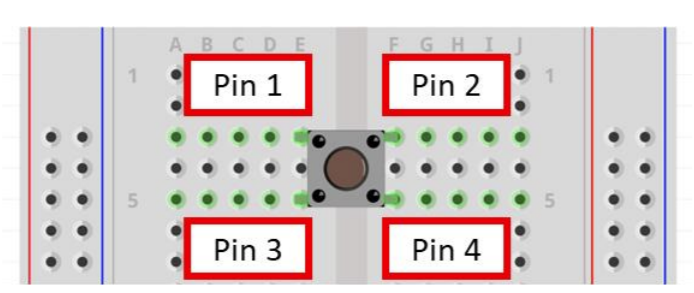 A B C D E F G H I J
1 Pin 1 Pin 2 1
5 5
Pin 3 Pin 4